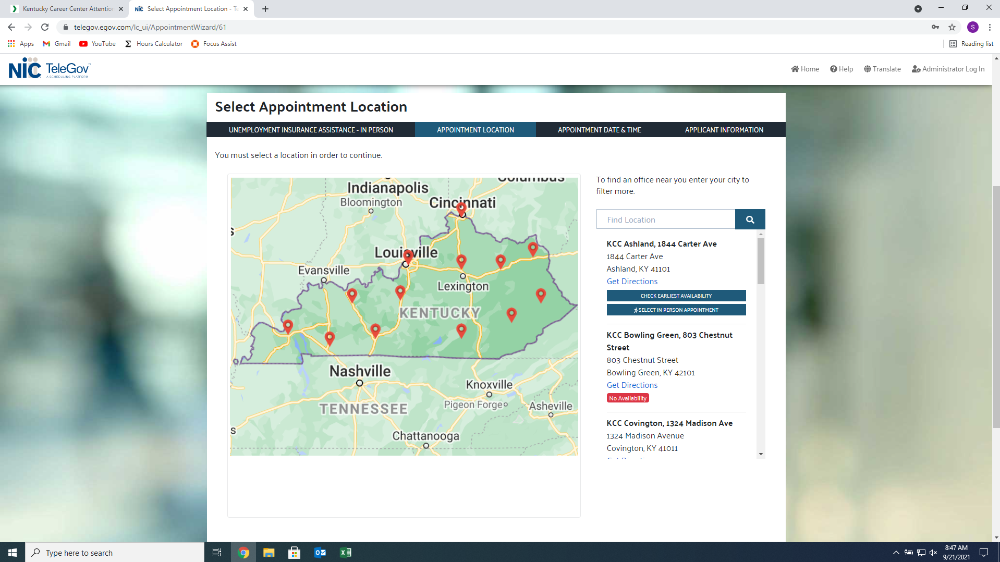 Kentucky Career Center Attention
NIC Select Appointment Location - Te
telegov.egov.com/lc_ui/AppointmentWizard/61
S
Apps Gmail YouTube Hours Calculator Focus Assist Reading list
NIC TeleGov™
A SCHEDULING PLATFORM
Home Help Translate Administrator Log In
Select Appointment Location
UNEMPLOYMENT INSURANCE ASSISTANCE - IN PERSON APPOINTMENT LOCATION APPOINTMENT DATE & TIME APPLICANT INFORMATION
You must select a location in order to continue.
Columbus
Indianapolis
Bloomington
Cincinnati
s
Louisville
Evansville
Lexington
KENTUCKY
Nashville
Knoxville
Pigeon Forge
TENNESSEE
Asheville
s
Chattanooga
To find an office near you enter your city to
filter more.
Find Location
KCC Ashland, 1844 Carter Ave
1844 Carter Ave
Ashland, KY 41101
Get Directions
CHECK EARLIEST AVAILABILITY
SELECT IN PERSON APPOINTMENT
KCC Bowling Green, 803 Chestnut
Street
803 Chestnut Street
Bowling Green, KY 42101
Get Directions
No Availability
KCC Covington, 1324 Madison Ave
1324 Madison Avenue
Covington, KY 41011
Get Directions
Type here to search
8:47 AM
9/21/2021